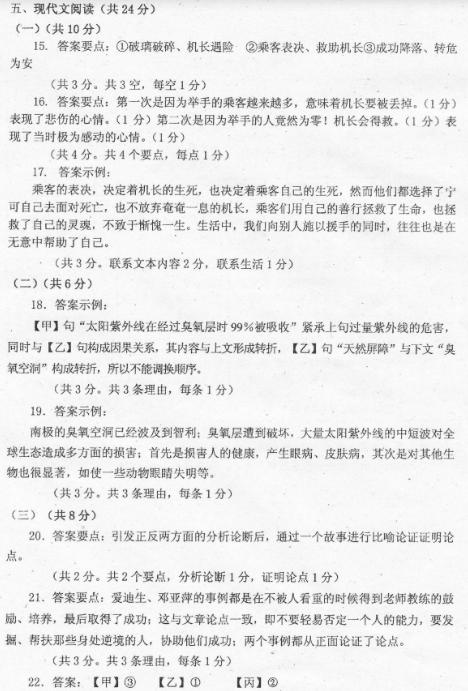 五、现代文阅读（共24分）
（一）（共10分）
15. 答案要点：①破璃破碎、机长遇险 ②乘客表决、救助机长③成功降落、转危
为安
（共3分。共3空，每空1分）
16. 答案要点：第一次是因为举手的乘客越来越多，意味着机长要被丢掉。（1分）
表现了悲伤的心情。（1分）第二次是因为举手的人竟然为零！机长会得救。（1分）表
现了当时极为感动的心情。（1分）
（共4分。共4个要点，每点1分）
17. 答案示例：
乘客的表决，决定着机长的生死，也决定着乘客自己的生死，然而他们都选择了宁
可自己去面对死亡，也不放弃奄奄一息的机长，乘客们用自己的善行拯救了生命，也拯
救了自己的灵魂，不致于惭愧一生。生活中，我们向别人施以援手的同时，往往也是在
无意中帮助了自己。
（共3分。联系文本内容2分，联系生活1分）
（二）（共6分）
18. 答案示例：
【甲】句“太阳紫外线在经过臭氧层时99%被吸收”紧承上句过量紫外线的危害，
同时与【乙】句构成因果关系，其内容与上文形成转折，【乙】句“天然屏障”与下文“臭
氧空洞”构成转折，所以不能调换顺序。
（共3分。共3条理由，每条1分）
19. 答案示例：
南极的臭氧空洞已经波及到智利；臭氧层遭到破坏，大量太阳紫外线的中短波对全
球生态造成多方面的损害；首先是损害人的健康，产生眼病、皮肤病，其次是对其他生
物也很显著，如使一些动物眼睛失明等。
（共3分。共3条理由，每条1分）
（三）（共8分）
20. 答案要点：引发正反两方面的分析论断后，通过一个故事进行比喻论证证明论
点。
（共2分。共2个要点，分析论断1分，证明论点1分）
21. 答案要点：爱迪生、邓亚萍的事例都是在不被人看重的时候得到老师教练的鼓
励、培养，最后取得了成功；这与文章论点一致，即不要轻易否定一个人的能力，要发
掘、帮扶那些身处逆境的人，协助他们成功；两个事例都从正面论证了论点。
（共3分。共3条理由，每条1分）
22. 答案：【甲】③ 【乙】① 【丙】②